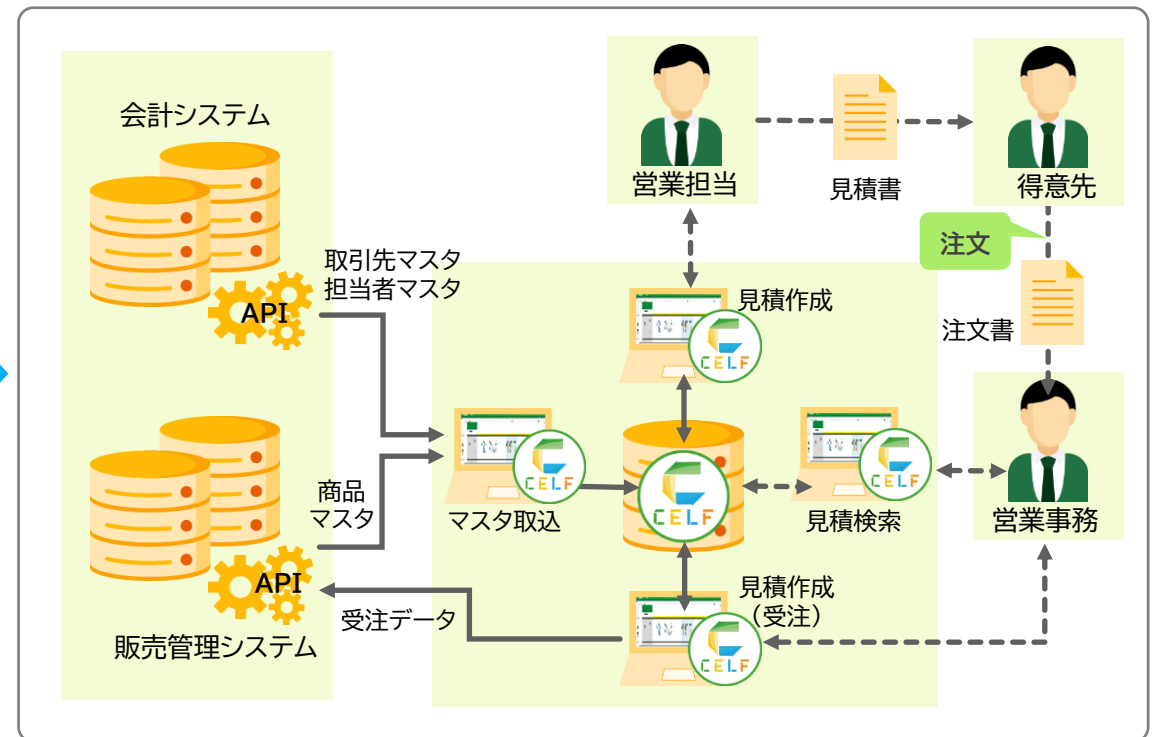 会計システム
API
取引先マスタ
担当者マスタ
営業担当
見積書
得意先
注文
注文書
見積作成
CELF
マスタ取込
CELF
CELF
見積検索
CELF
営業事務
商品
マスタ
API
受注データ
販売管理システム
見積作成
(受注)
CELF